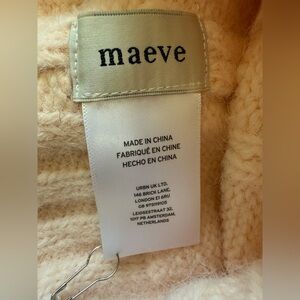 maeve
MADE IN CHINA
FABRIQUÉ EN CHINE
HECHO EN CHINA
URBN UK LTD.
146 BRICK LANE,
LONDON E1 6RU
GB
LEIDSESTRAAT 32,
1017 PB AMSTERDAM,
NETHERLANDS